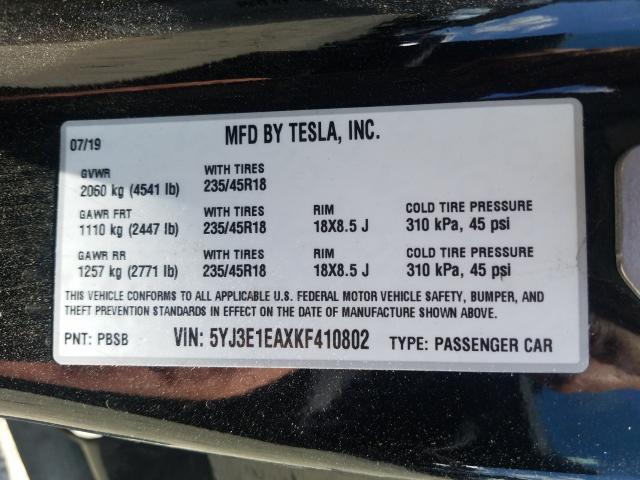 MFD BY TESLA, INC.
07/19
GVWR WITH TIRES
2060 kg (4541 lb) 235/45R18
GAWR FRT WITH TIRES RIM COLD TIRE PRESSURE
1110 kg (2447 lb) 235/45R18 18X8.5 J 310 kPa, 45 psi
GAWR RR WITH TIRES RIM COLD TIRE PRESSURE
1257 kg (2771 lb) 235/45R18 18X8.5 J 310 kPa, 45 psi
THIS VEHICLE CONFORMS TO ALL APPLICABLE U.S. FEDERAL MOTOR VEHICLE SAFETY, BUMPER, AND
THEFT PREVENTION STANDARDS IN EFFECT ON THE DATE OF MANUFACTURE SHOWN ABOVE.
PNT: PBSB VIN: 5YJ3E1EAXKF410802 TYPE: PASSENGER CAR